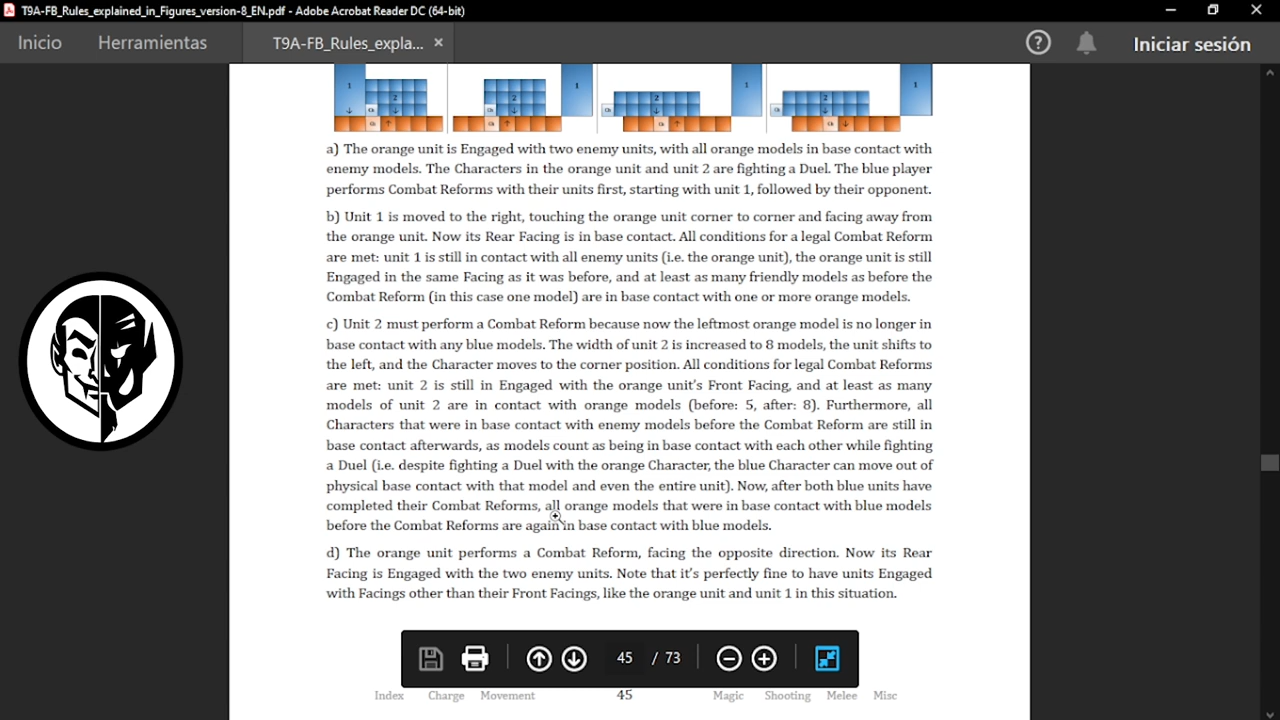 T9A-FB_Rules_explained_in_Figures_version-8_EN.pdf - Adobe Acrobat Reader DC (64-bit)
Inicio Herramientas T9A-FB_Rules_expla... Iniciar sesión
1 2 2 1 2 1 2 1
Ch Ch Ch Ch
Ch Ch Ch Ch
a) The orange unit is Engaged with two enemy units, with all orange models in base contact with
enemy models. The Characters in the orange unit and unit 2 are fighting a Duel. The blue player
performs Combat Reforms with their units first, starting with unit 1, followed by their opponent.
b) Unit 1 is moved to the right, touching the orange unit corner to corner and facing away from
the orange unit. Now its Rear Facing is in base contact. All conditions for a legal Combat Reform
are met: unit 1 is still in contact with all enemy units (i.e. the orange unit), the orange unit is still
Engaged in the same Facing as it was before, and at least as many friendly models as before the
Combat Reform (in this case one model) are in base contact with one or more orange models.
c) Unit 2 must perform a Combat Reform because now the leftmost orange model is no longer in
base contact with any blue models. The width of unit 2 is increased to 8 models, the unit shifts to
the left, and the Character moves to the corner position. All conditions for legal Combat Reforms
are met: unit 2 is still in Engaged with the orange unit's Front Facing, and at least as many
models of unit 2 are in contact with orange models (before: 5, after: 8). Furthermore, all
Characters that were in base contact with enemy models before the Combat Reform are still in
base contact afterwards, as models count as being in base contact with each other while fighting
a Duel (i.e. despite fighting a Duel with the orange Character, the blue Character can move out of
physical base contact with that model and even the entire unit). Now, after both blue units have
completed their Combat Reforms, all orange models that were in base contact with blue models
before the Combat Reforms are again in base contact with blue models.
d) The orange unit performs a Combat Reform, facing the opposite direction. Now its Rear
Facing is Engaged with the two enemy units. Note that it's perfectly fine to have units Engaged
with Facings other than their Front Facings, like the orange unit and unit 1 in this situation.
45 / 73
Index Charge Movement 45 Magic Shooting Melee Misc